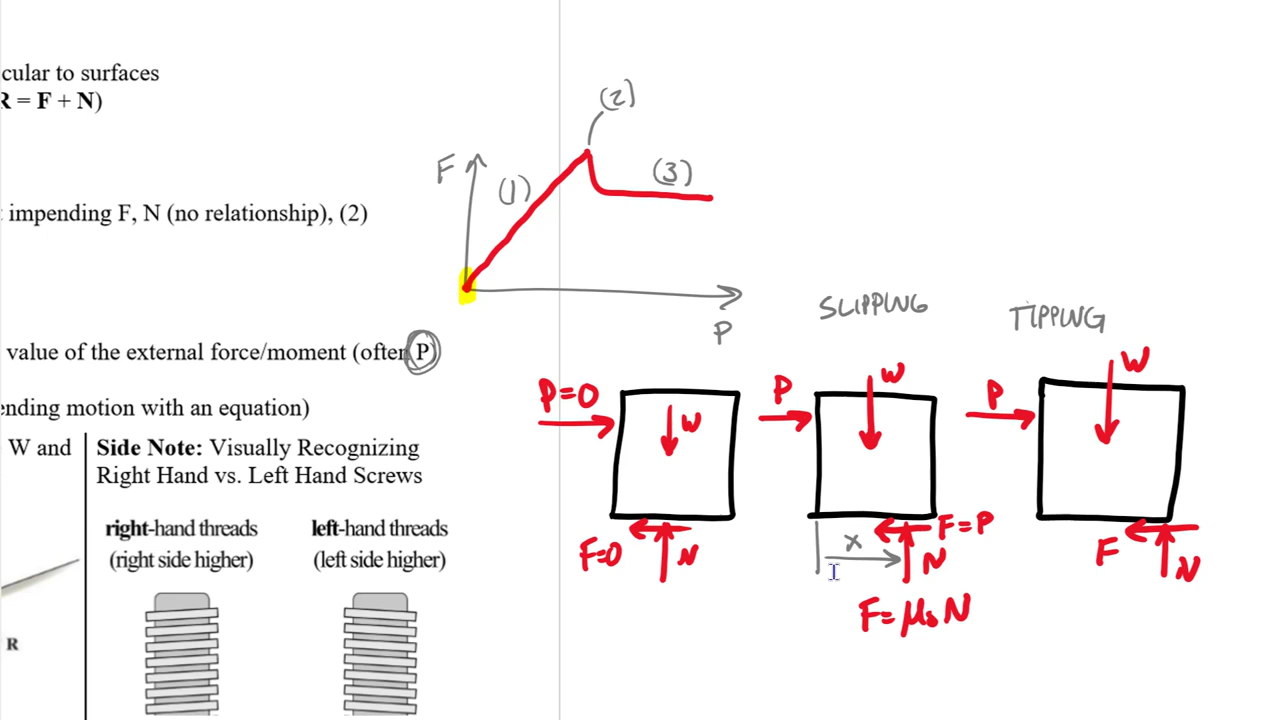 cular to surfaces
R = F + N)
impending F, N (no relationship), (2)
value of the external force/moment (often P)
ending motion with an equation)
W and
Side Note: Visually Recognizing
Right Hand vs. Left Hand Screws
right-hand threads
(right side higher)
left-hand threads
(left side higher)
R
F
(1)
(2)
(3)
P
SLIPPING
TIPPING
P=0
W
F=0
N
P
W
x
F=P
N
F=μsN
P
W
F
N